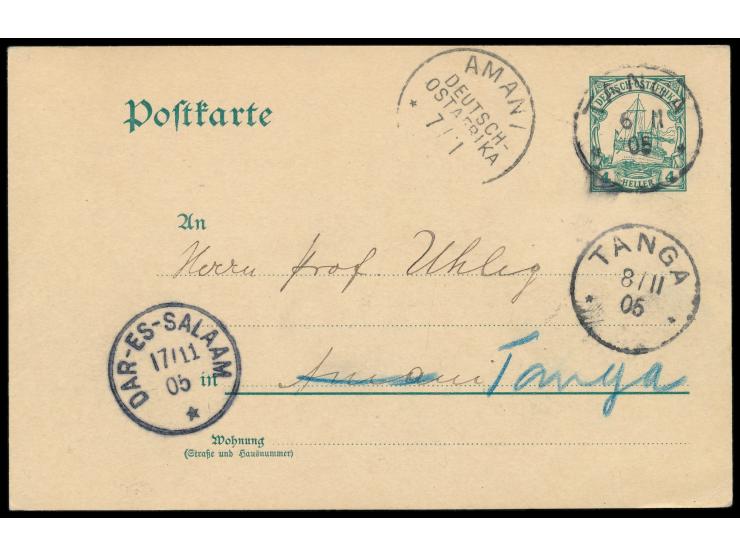 AMANI
DEUTSCH-
OSTAFRIKA
7/11
DEUTSCH-OSTAFRIKA
6/11
05
4 HELLER 4
Postkarte
An
Herrn Prof. Uhlig
TANGA
8/11
05
DAR-ES-SALAAM
17/11
05
in Amani Tanga
Wohnung
(Straße und Hausnummer)